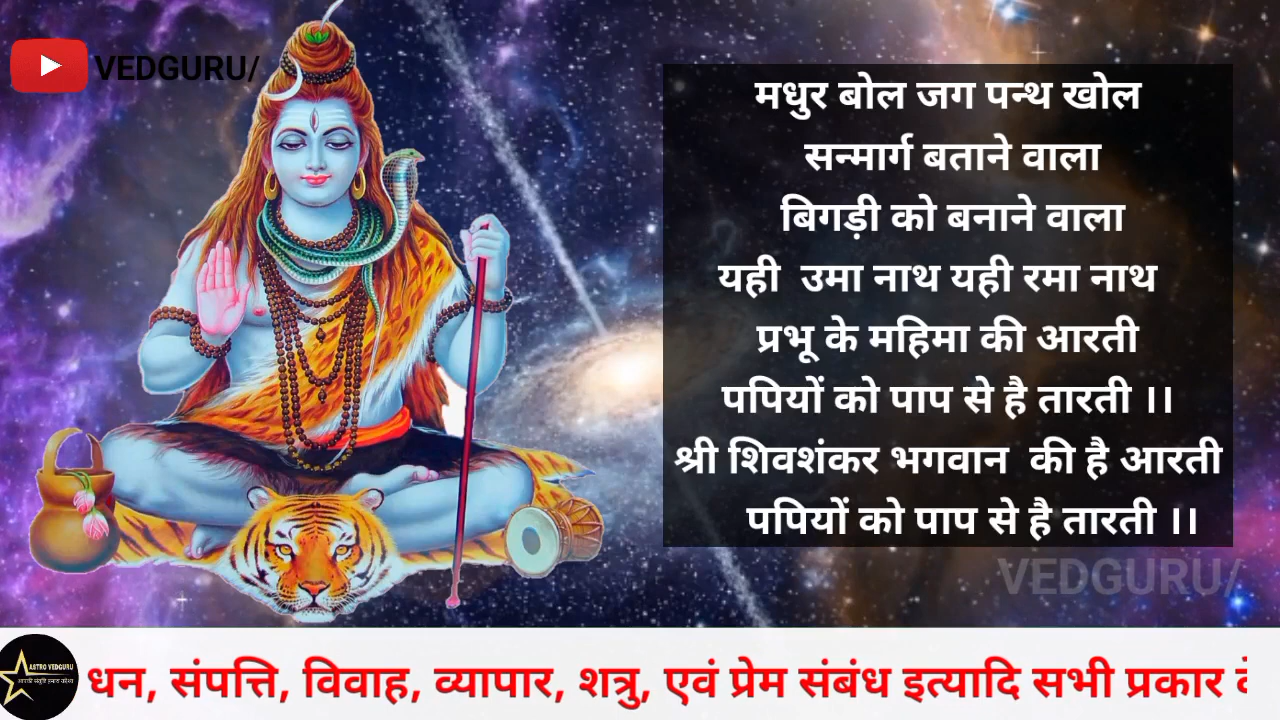 VEDGURU/
मधुर बोल जग पन्थ खोल
सन्मार्ग बताने वाला
बिगड़ी को बनाने वाला
यही उमा नाथ यही रमा नाथ
प्रभू के महिमा की आरती
पपियों को पाप से है तारती ।।
श्री शिवशंकर भगवान की है आरती
पपियों को पाप से है तारती ।।
VEDGURU/
ASTRO VEDGURU
धन, संपत्ति, विवाह, व्यापार, शत्रु, एवं प्रेम संबंध इत्यादि सभी प्रकार